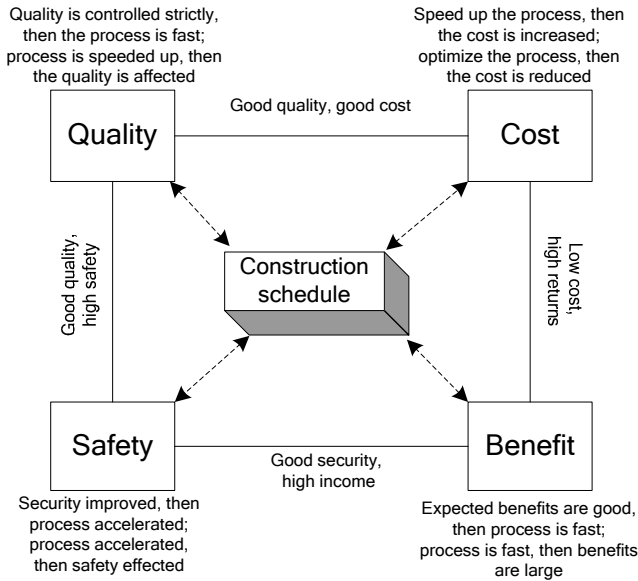 Quality is controlled strictly,
then the process is fast;
process is speeded up, then
the quality is affected
Speed up the process, then
the cost is increased;
optimize the process, then
the cost is reduced
Quality
Good quality, good cost
Cost
Good quality,
high safety
Construction
schedule
Low cost,
high returns
Safety
Good security,
high income
Benefit
Security improved, then
process accelerated;
process accelerated,
then safety effected
Expected benefits are good,
then process is fast;
process is fast, then benefits
are large